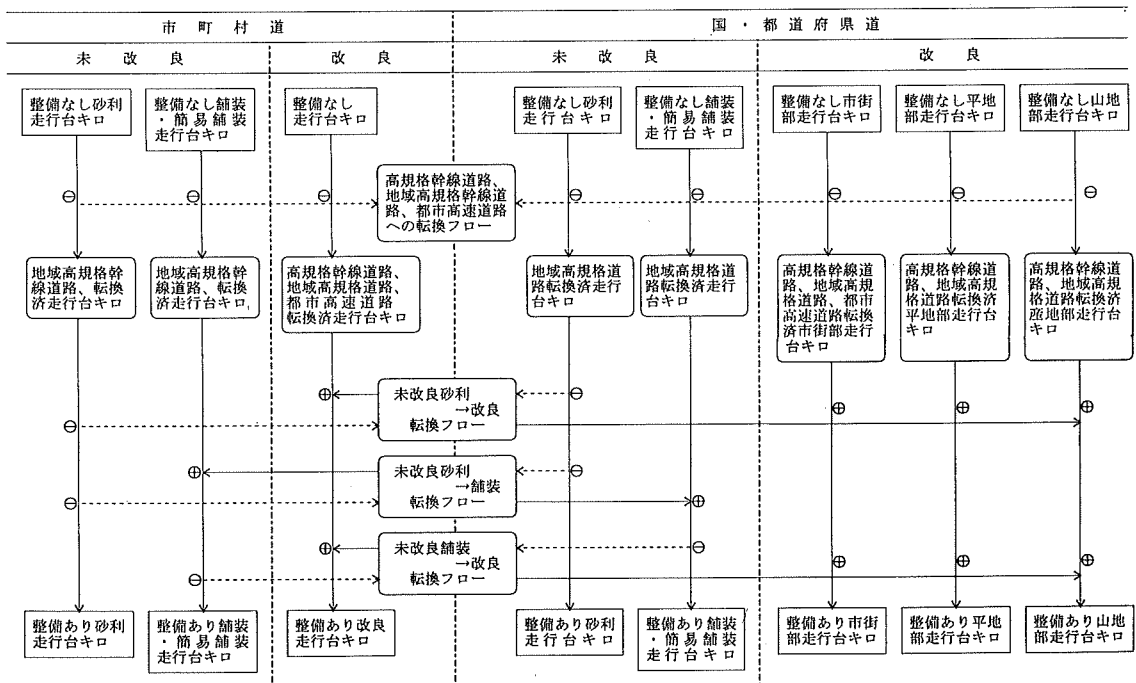 市町村道
国・都道府県道
未改良
改良
未改良
改良
整備なし砂利
走行台キロ
整備なし舗装
・簡易舗装
走行台キロ
整備なし
走行台キロ
整備なし砂利
走行台キロ
整備なし舗装
・簡易舗装
走行台キロ
整備なし市街
部走行台キロ
整備なし平地
部走行台キロ
整備なし山地
部走行台キロ
高規格幹線道路、
地域高規格幹線道
路、都市高速道路
への転換フロー
⊖
⊖
⊖
⊖
⊖
⊖
⊖
⊖
地域高規格幹
線道路、転換
済走行台キロ
地域高規格幹
線道路、転換
済走行台キロ
高規格幹線道路、
地域高規格道路、
都市高速道路
転換済走行台キロ
地域高規格道
路転換済走行
台キロ
地域高規格道
路転換済走行
台キロ
高規格幹線道
路、地域高規
格道路、都市
高速道路転換
済市街部走行
台キロ
高規格幹線道
路、地域高規
格道路転換済
平地部走行台
キロ
高規格幹線道
路、地域高規
格道路転換済
産地部走行台
キロ
⊕
未改良砂利
→改良
転換フロー
⊖
⊖
⊕
⊕
⊕
⊕
未改良砂利
→舗装
転換フロー
⊖
⊖
⊕
⊕
未改良舗装
→改良
転換フロー
⊖
⊖
⊕
⊕
⊕
整備あり砂利
走行台キロ
整備あり舗装
・簡易舗装
走行台キロ
整備あり改良
走行台キロ
整備あり砂利
走行台キロ
整備あり舗装
・簡易舗装
走行台キロ
整備あり市街
部走行台キロ
整備あり平地
部走行台キロ
整備あり山地
部走行台キロ